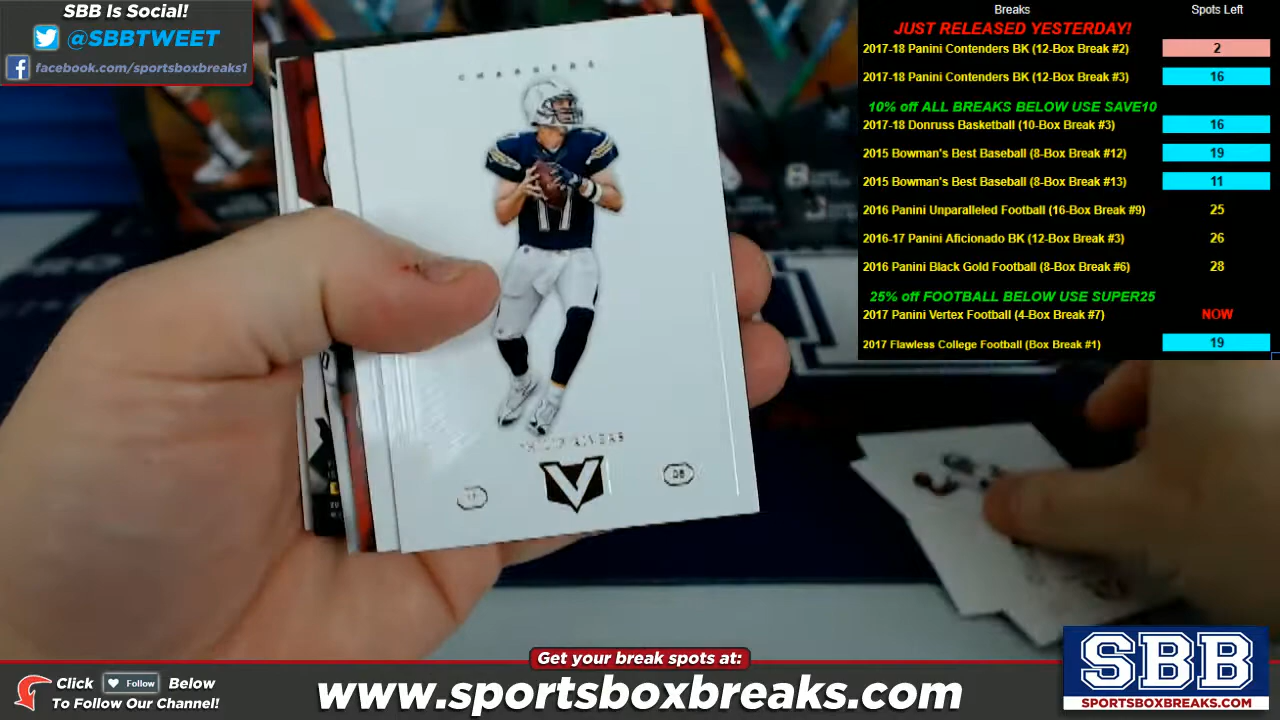 SBB Is Social!
@SBBTWEET
facebook.com/sportsboxbreaks1
Breaks Spots Left
JUST RELEASED YESTERDAY!
2017-18 Panini Contenders BK (12-Box Break #2) 2
2017-18 Panini Contenders BK (12-Box Break #3) 16
10% off ALL BREAKS BELOW USE SAVE10
2017-18 Donruss Basketball (10-Box Break #3) 16
2015 Bowman's Best Baseball (8-Box Break #12) 19
2015 Bowman's Best Baseball (8-Box Break #13) 11
2016 Panini Unparalleled Football (16-Box Break #9) 25
2016-17 Panini Aficionado BK (12-Box Break #3) 26
2016 Panini Black Gold Football (8-Box Break #6) 28
25% off FOOTBALL BELOW USE SUPER25
2017 Panini Vertex Football (4-Box Break #7) NOW
2017 Flawless College Football (Box Break #1) 19
CHARGERS
17
PHILIP RIVERS
V
Get your break spots at:
Click Follow Below
To Follow Our Channel!
www.sportsboxbreaks.com
SBB
SPORTSBOXBREAKS.COM